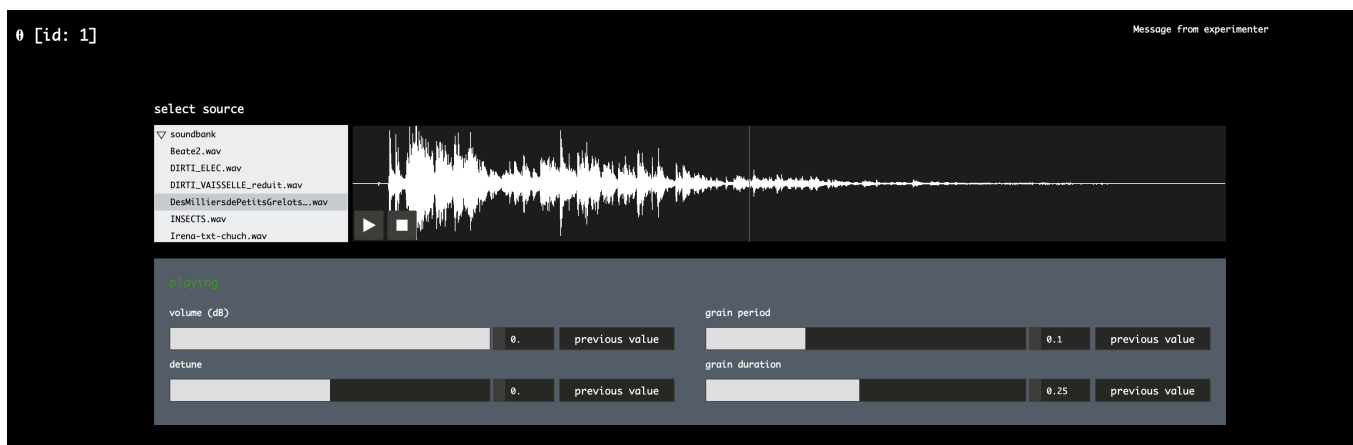 0 [id: 1]
Message from experimenter
select source
soundbank
Beate2.wav
DIRTI_ELEC.wav
DIRTI_VAISSELLE_reduit.wav
DesMilliersdePetitsGrelots….wav
INSECTS.wav
Irena-txt-chuch.wav
playing
volume (dB)
0.
previous value
detune
0.
previous value
grain period
0.1
previous value
grain duration
0.25
previous value